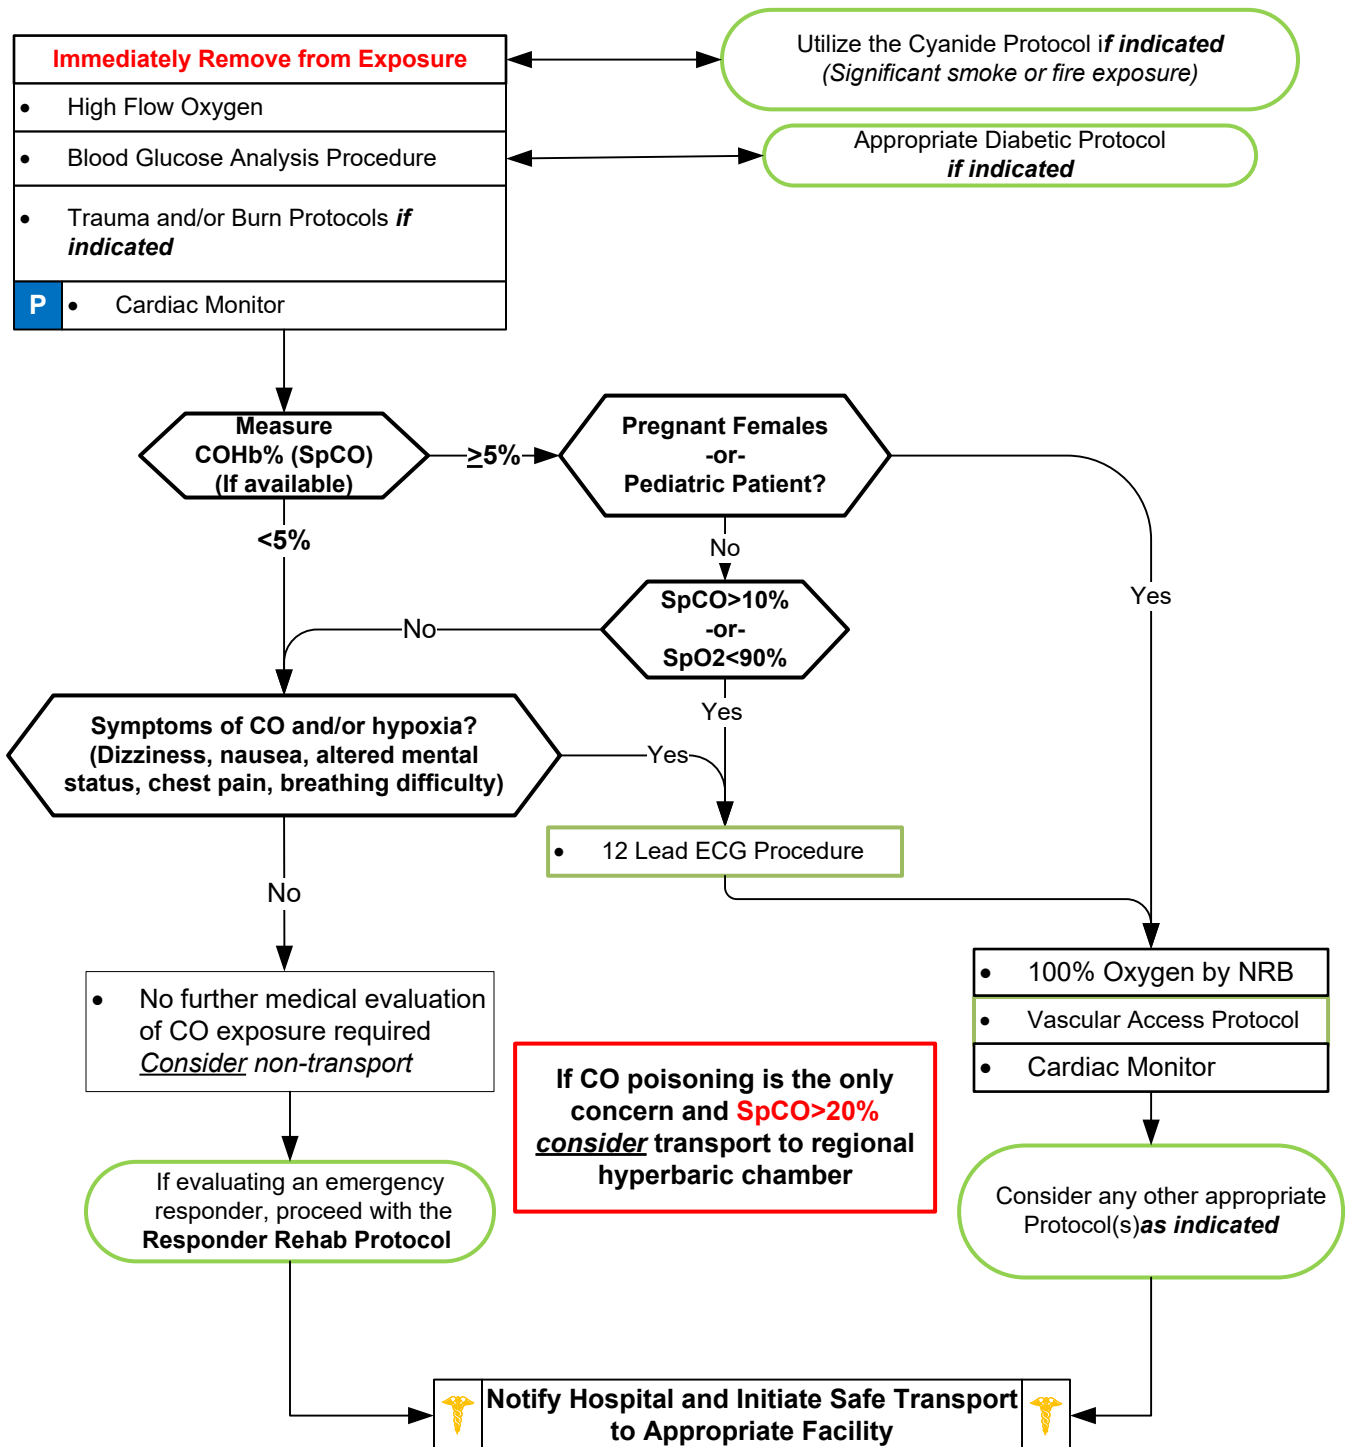 Immediately Remove from Exposure
• High Flow Oxygen
• Blood Glucose Analysis Procedure
• Trauma and/or Burn Protocols if
indicated
P • Cardiac Monitor
Utilize the Cyanide Protocol if indicated
(Significant smoke or fire exposure)
Appropriate Diabetic Protocol
if indicated
Measure
COHb% (SpCO)
(If available)
≥5%
<5%
Pregnant Females
-or-
Pediatric Patient?
No
Yes
SpCO>10%
-or-
SpO2<90%
No
Yes
Symptoms of CO and/or hypoxia?
(Dizziness, nausea, altered mental
status, chest pain, breathing difficulty)
Yes
No
• 12 Lead ECG Procedure
• No further medical evaluation
of CO exposure required
Consider non-transport
If evaluating an emergency
responder, proceed with the
Responder Rehab Protocol
If CO poisoning is the only
concern and SpCO>20%
consider transport to regional
hyperbaric chamber
• 100% Oxygen by NRB
• Vascular Access Protocol
• Cardiac Monitor
Consider any other appropriate
Protocol(s)as indicated
Notify Hospital and Initiate Safe Transport
to Appropriate Facility